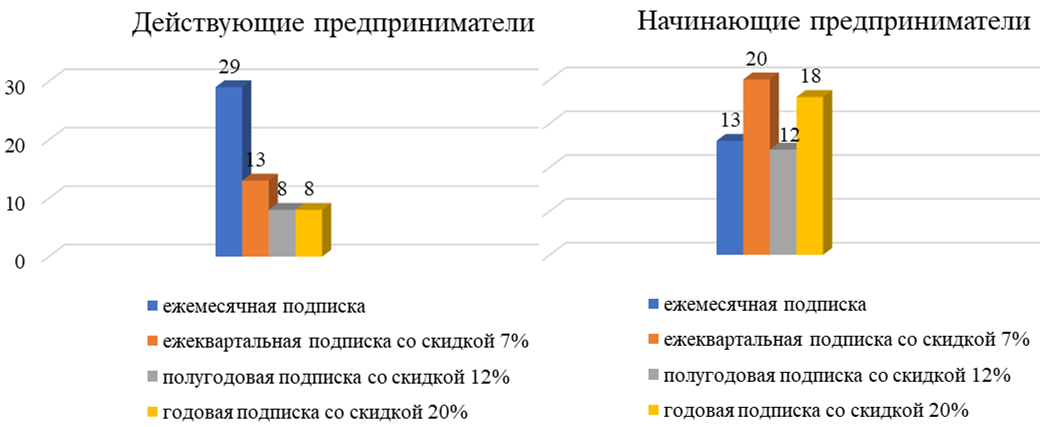 Действующие предприниматели
29
30
20
13
8
8
10
0
ежемесячная подписка
ежеквартальная подписка со скидкой 7%
полугодовая подписка со скидкой 12%
годовая подписка со скидкой 20%
Начинающие предприниматели
20
18
13
12
ежемесячная подписка
ежеквартальная подписка со скидкой 7%
полугодовая подписка со скидкой 12%
годовая подписка со скидкой 20%